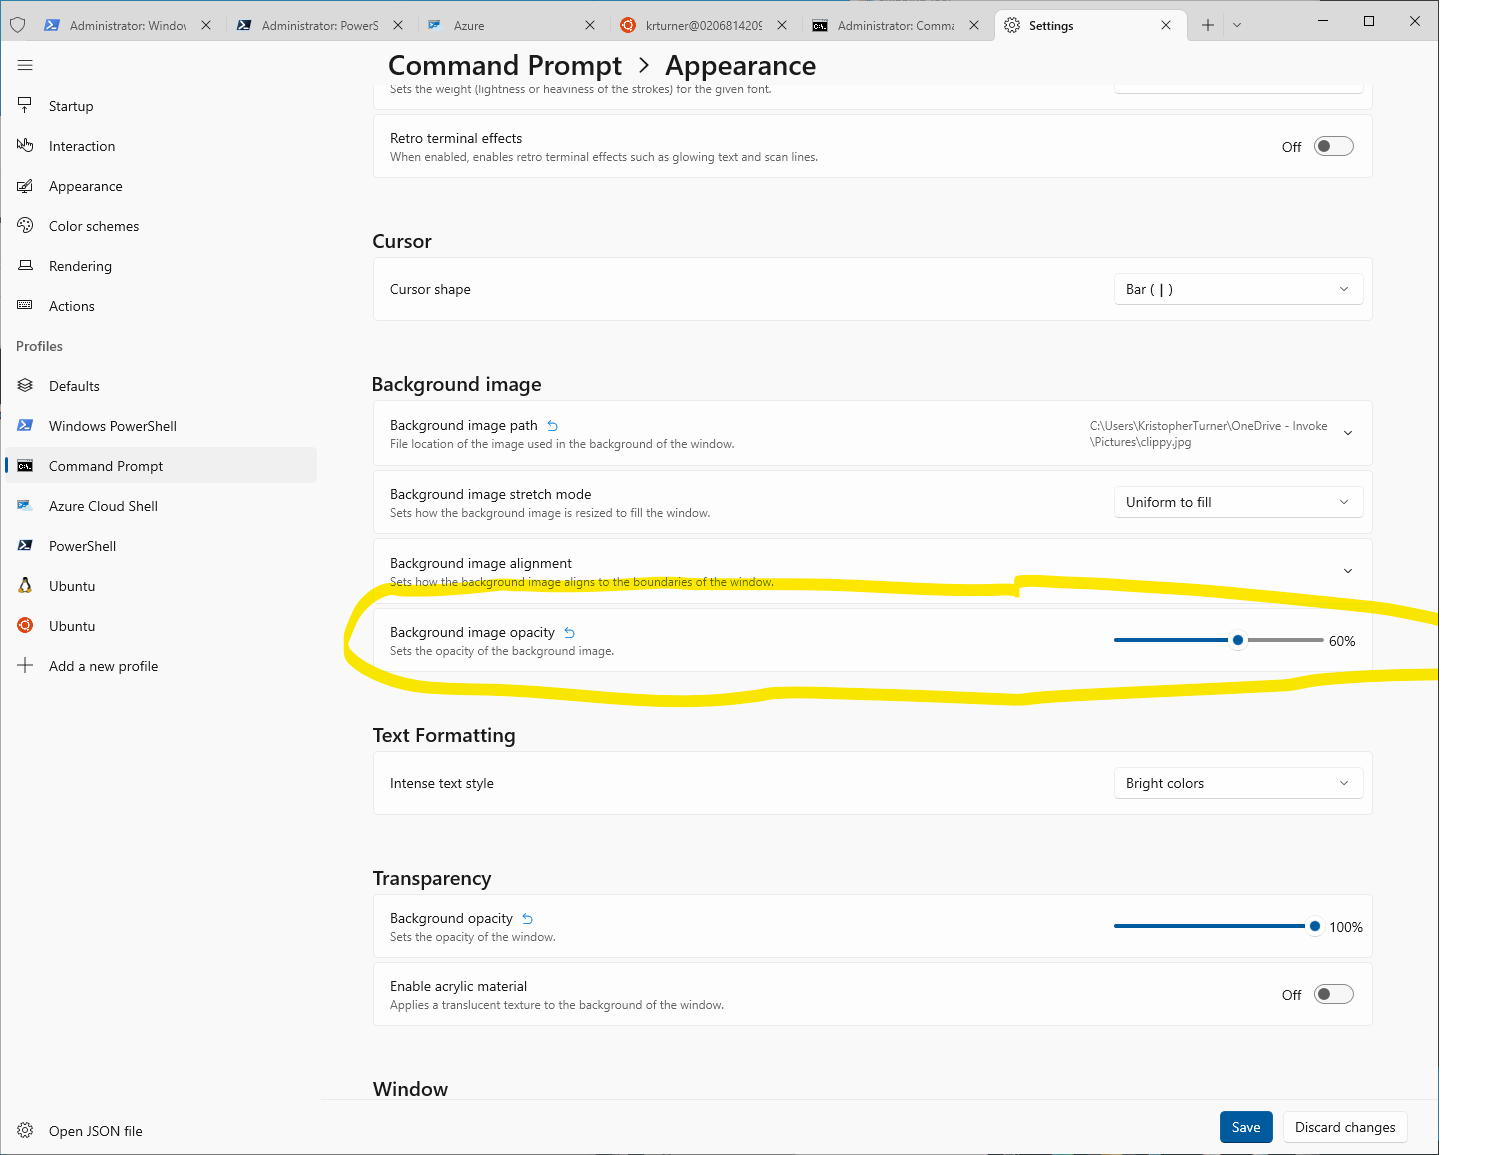 Administrator: Window
Administrator: PowerS
Azure
krturner@0206814209
Administrator: Comma
Settings
Command Prompt > Appearance
Startup
Interaction
Appearance
Color schemes
Rendering
Actions
Profiles
Defaults
Windows PowerShell
Command Prompt
Azure Cloud Shell
PowerShell
Ubuntu
Ubuntu
Add a new profile
Open JSON file
Sets the weight (lightness or heaviness of the strokes) for the given font.
Retro terminal effects
When enabled, enables retro terminal effects such as glowing text and scan lines.
Off
Cursor
Cursor shape
Bar ( | )
Background image
Background image path
File location of the image used in the background of the window.
C:\Users\KristopherTurner\OneDrive - Invoke
\Pictures\clippy.jpg
Background image stretch mode
Sets how the background image is resized to fill the window.
Uniform to fill
Background image alignment
Sets how the background image aligns to the boundaries of the window.
Background image opacity
Sets the opacity of the background image.
60%
Text Formatting
Intense text style
Bright colors
Transparency
Background opacity
Sets the opacity of the window.
100%
Enable acrylic material
Applies a translucent texture to the background of the window.
Off
Window
Save
Discard changes